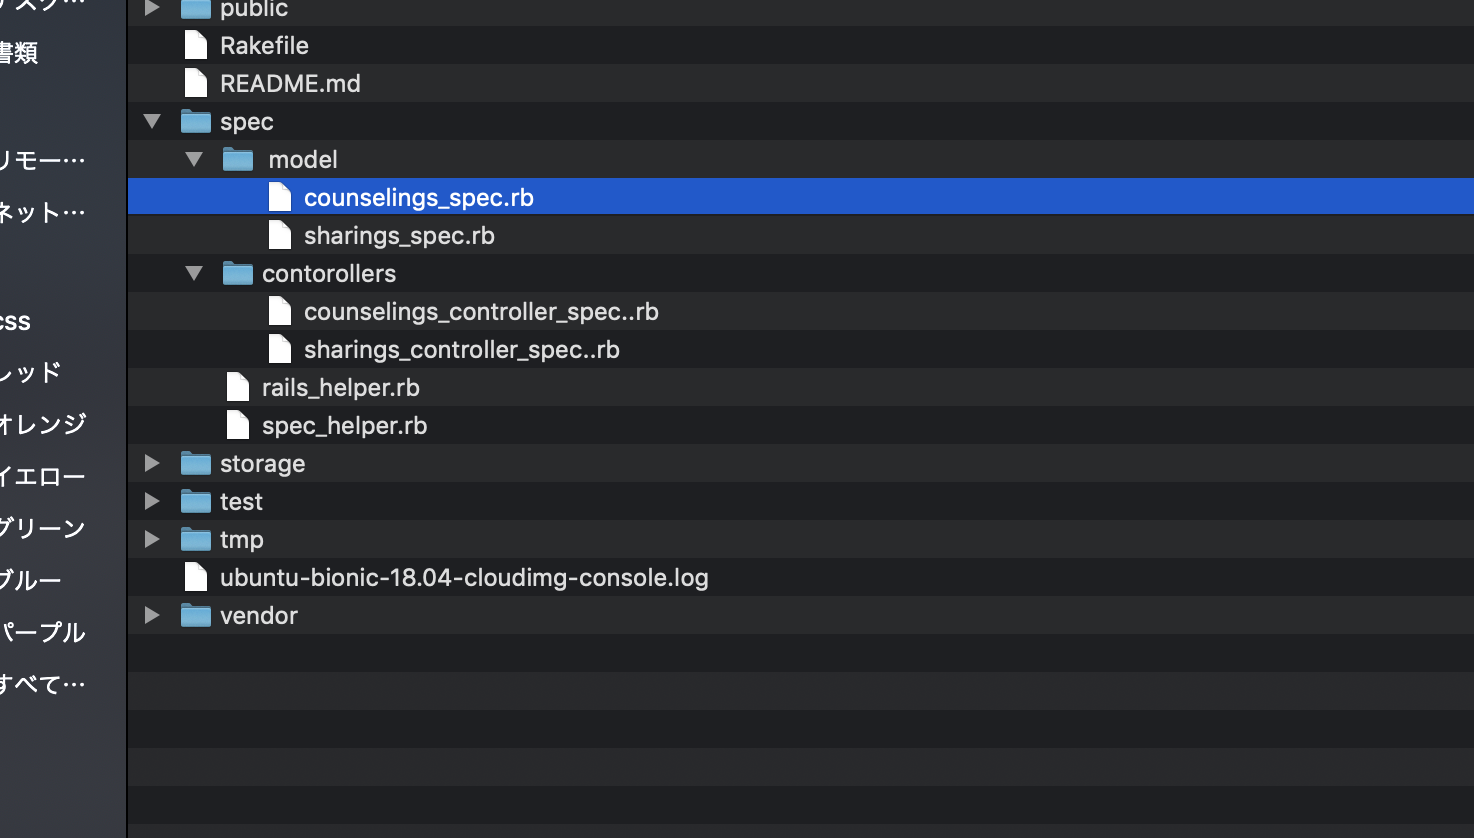 書類
リモー…
ネット…
css
レッド
オレンジ
イエロー
グリーン
ブルー
パープル
すべて…
public
Rakefile
README.md
spec
model
counselings_spec.rb
sharings_spec.rb
contorollers
counselings_controller_spec..rb
sharings_controller_spec..rb
rails_helper.rb
spec_helper.rb
storage
test
tmp
ubuntu-bionic-18.04-cloudimg-console.log
vendor